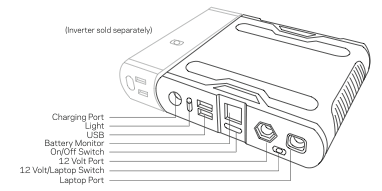 (Inverter sold separately)
Charging Port
Light
USB
Battery Monitor
On/Off Switch
12 Volt Port
12 Volt/Laptop Switch
Laptop Port